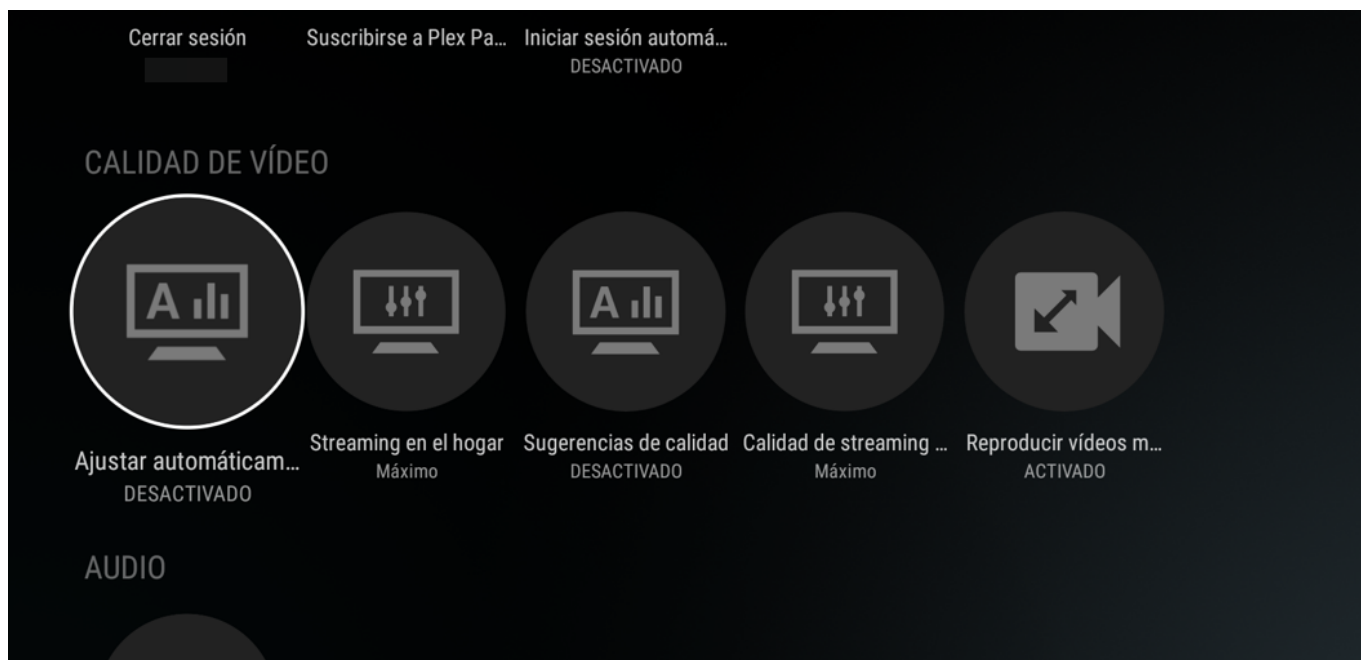 Cerrar sesión
Suscribirse a Plex Pa...
Iniciar sesión automá...
DESACTIVADO
CALIDAD DE VÍDEO
A
A
Ajustar automáticam...
DESACTIVADO
Streaming en el hogar
Máximo
Sugerencias de calidad
DESACTIVADO
Calidad de streaming ...
Máximo
Reproducir vídeos m...
ACTIVADO
AUDIO